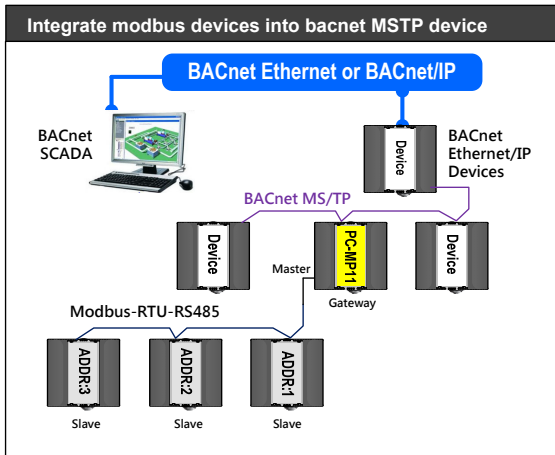 Integrate modbus devices into bacnet MSTP device
BACnet Ethernet or BACnet/IP
BACnet
SCADA
Device
BACnet
Ethernet/IP
Devices
BACnet MS/TP
Device
PC-MP11
Device
Master
Gateway
Modbus-RTU-RS485
ADDR:3
ADDR:2
ADDR:1
Slave
Slave
Slave